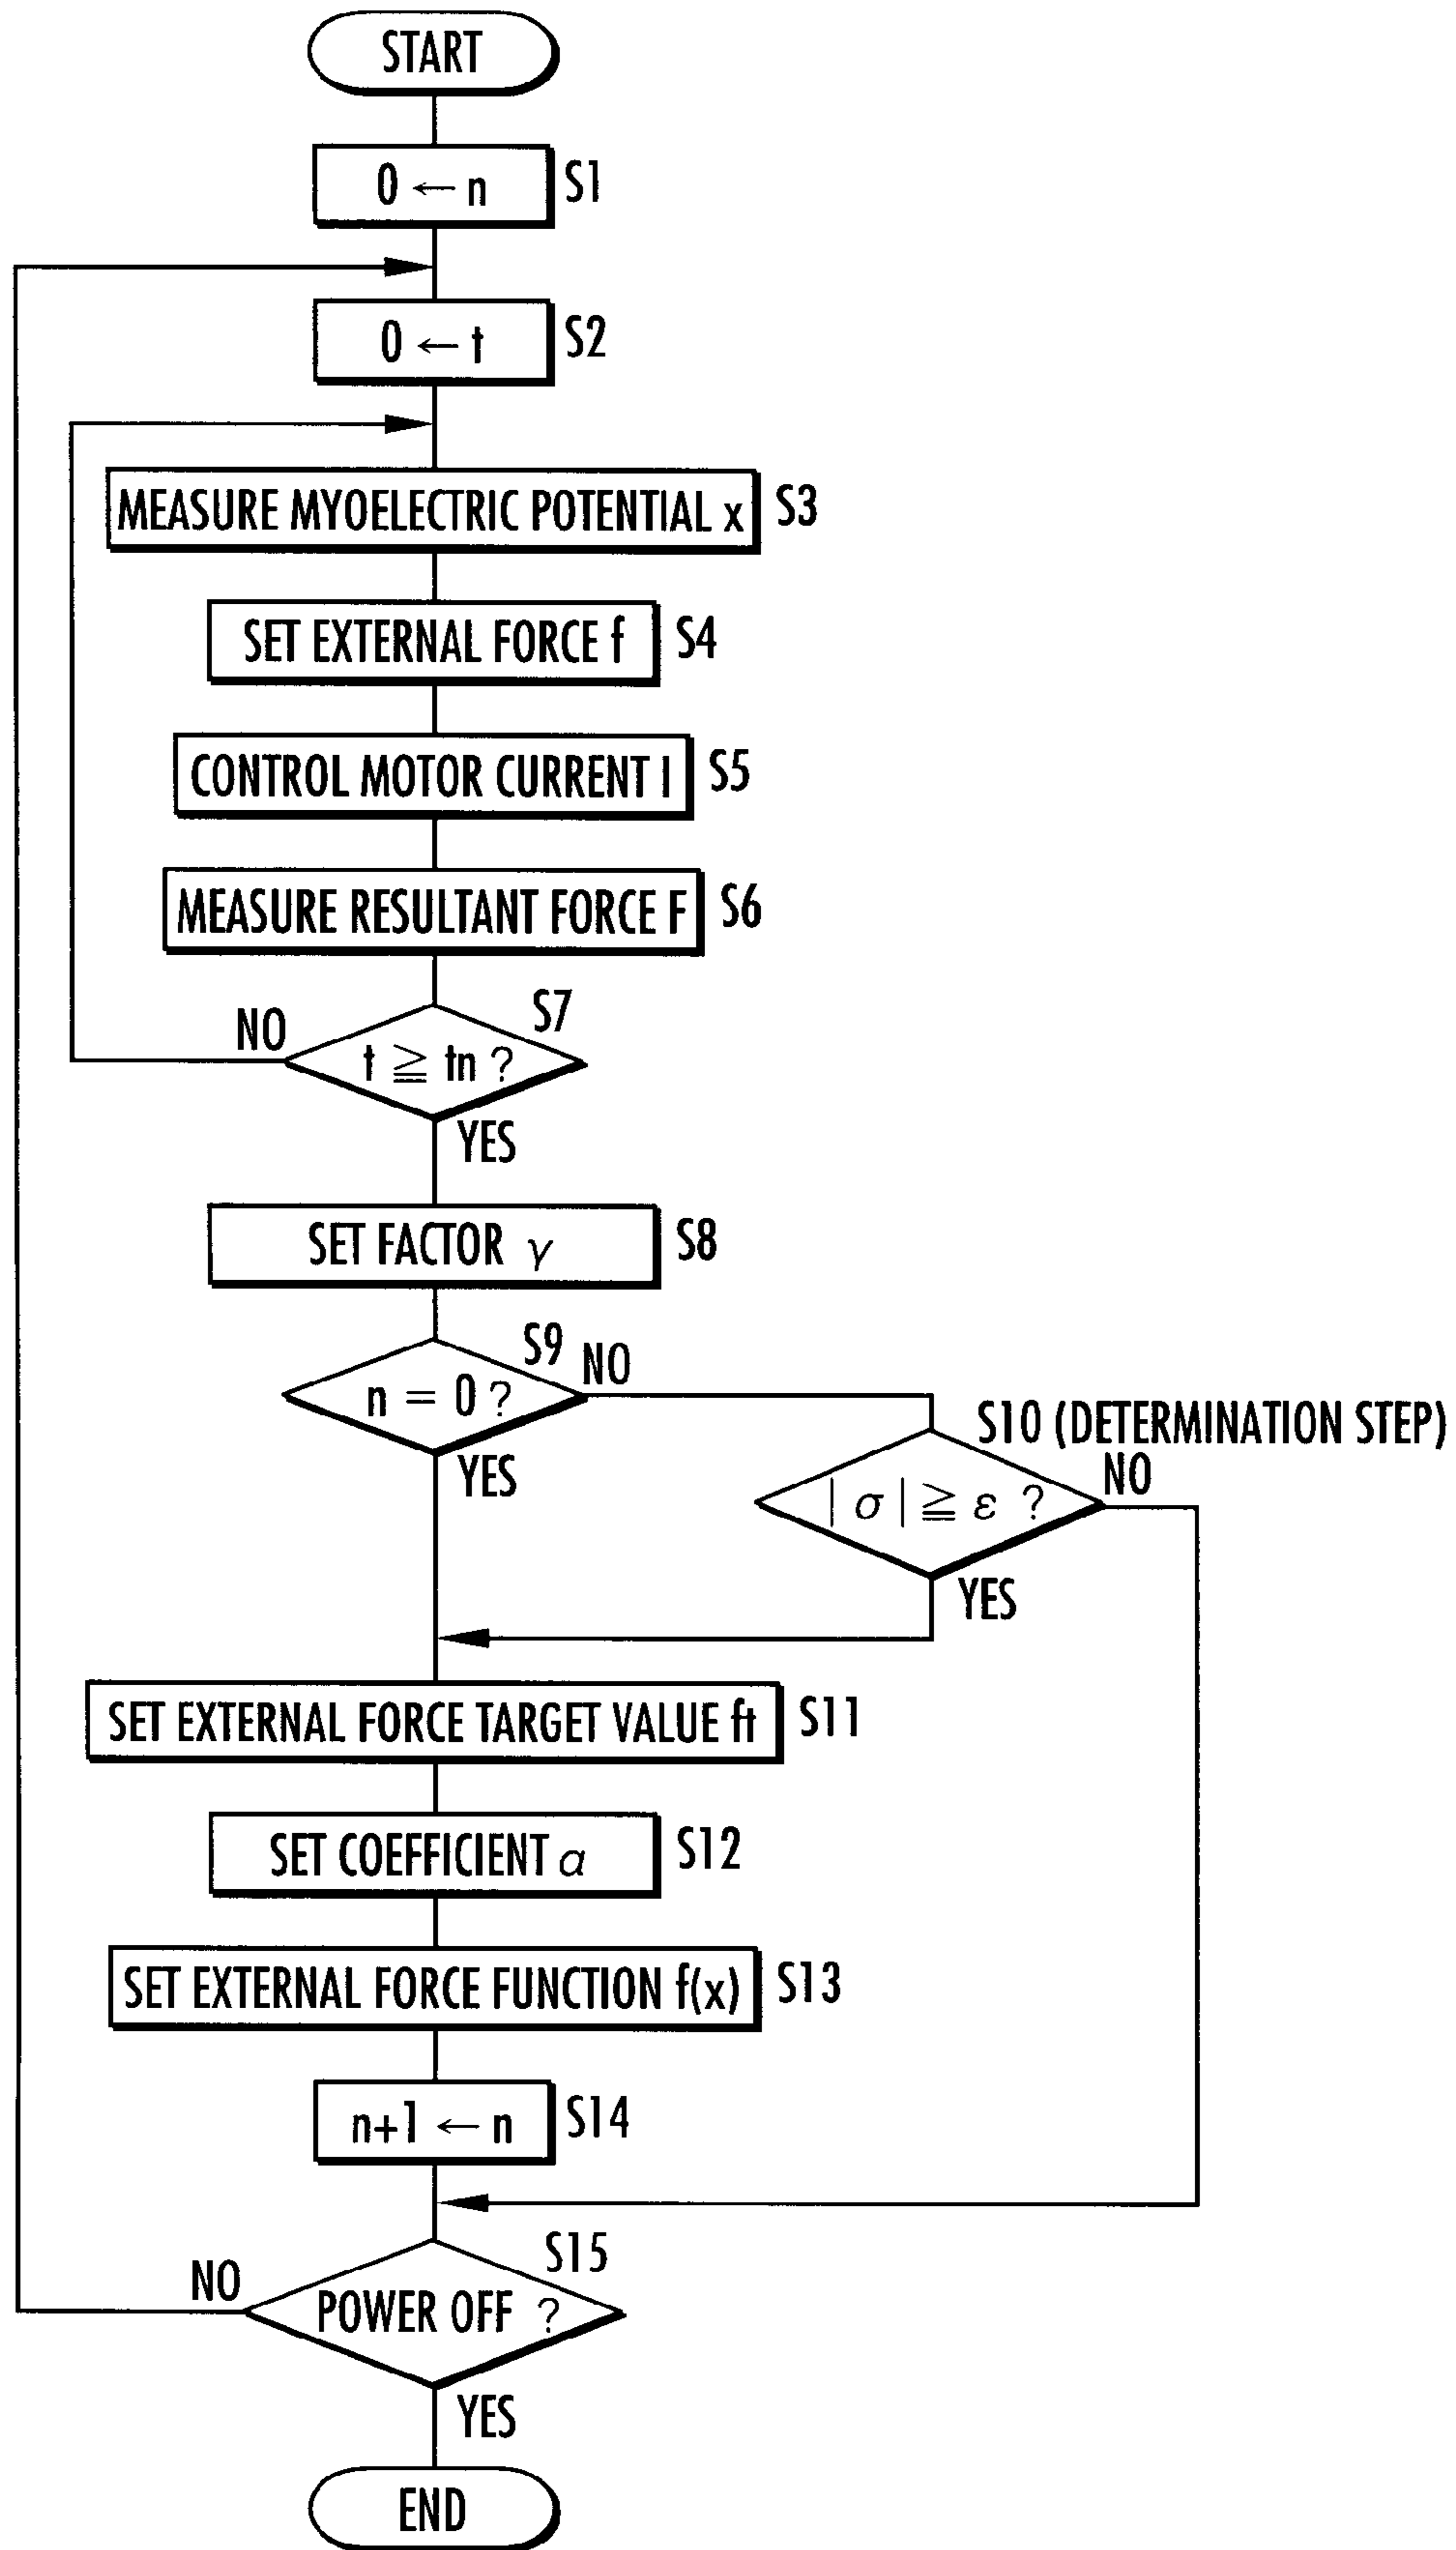 START
0 ← n S1
0 ← t S2
MEASURE MYOELECTRIC POTENTIAL x S3
SET EXTERNAL FORCE f S4
CONTROL MOTOR CURRENT I S5
MEASURE RESULTANT FORCE F S6
S7
NO
t ≧ tn ?
YES
SET FACTOR γ S8
S9
NO
n = 0 ?
YES
S10 (DETERMINATION STEP)
NO
| σ | ≧ ε ?
YES
SET EXTERNAL FORCE TARGET VALUE ft S11
SET COEFFICIENT α S12
SET EXTERNAL FORCE FUNCTION f(x) S13
n+1 ← n S14
S15
NO
POWER OFF ?
YES
END